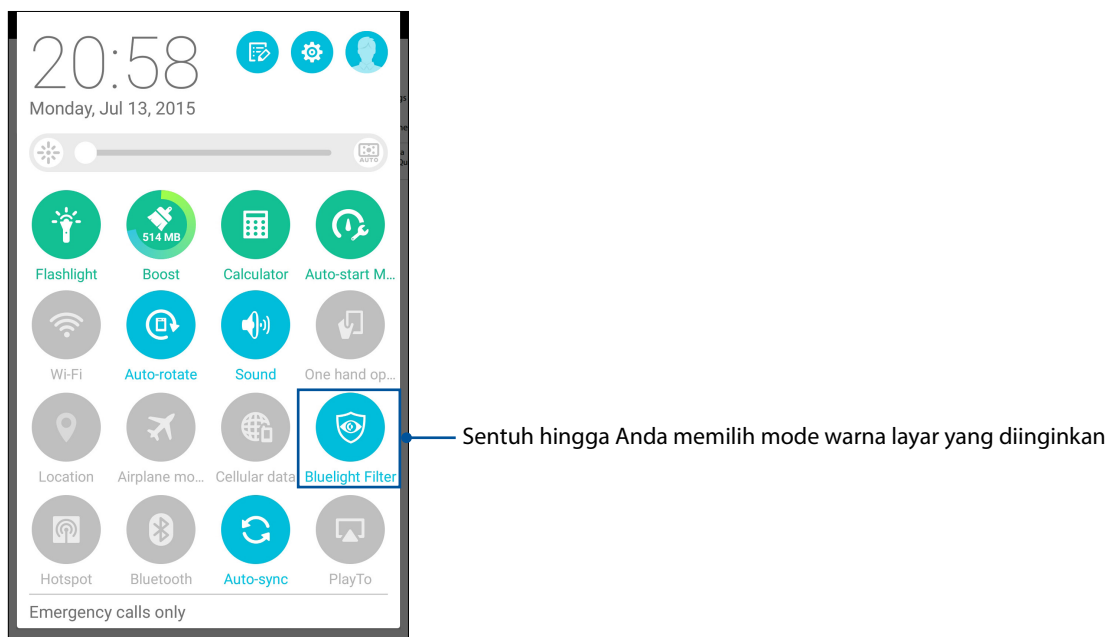 20:58
Monday, Jul 13, 2015
AUTO
514 MB
Flashlight Boost Calculator Auto-start M...
Wi-Fi Auto-rotate Sound One hand op...
Location Airplane mo... Cellular data Bluelight Filter
Sentuh hingga Anda memilih mode warna layar yang diinginkan
Hotspot Bluetooth Auto-sync PlayTo
Emergency calls only